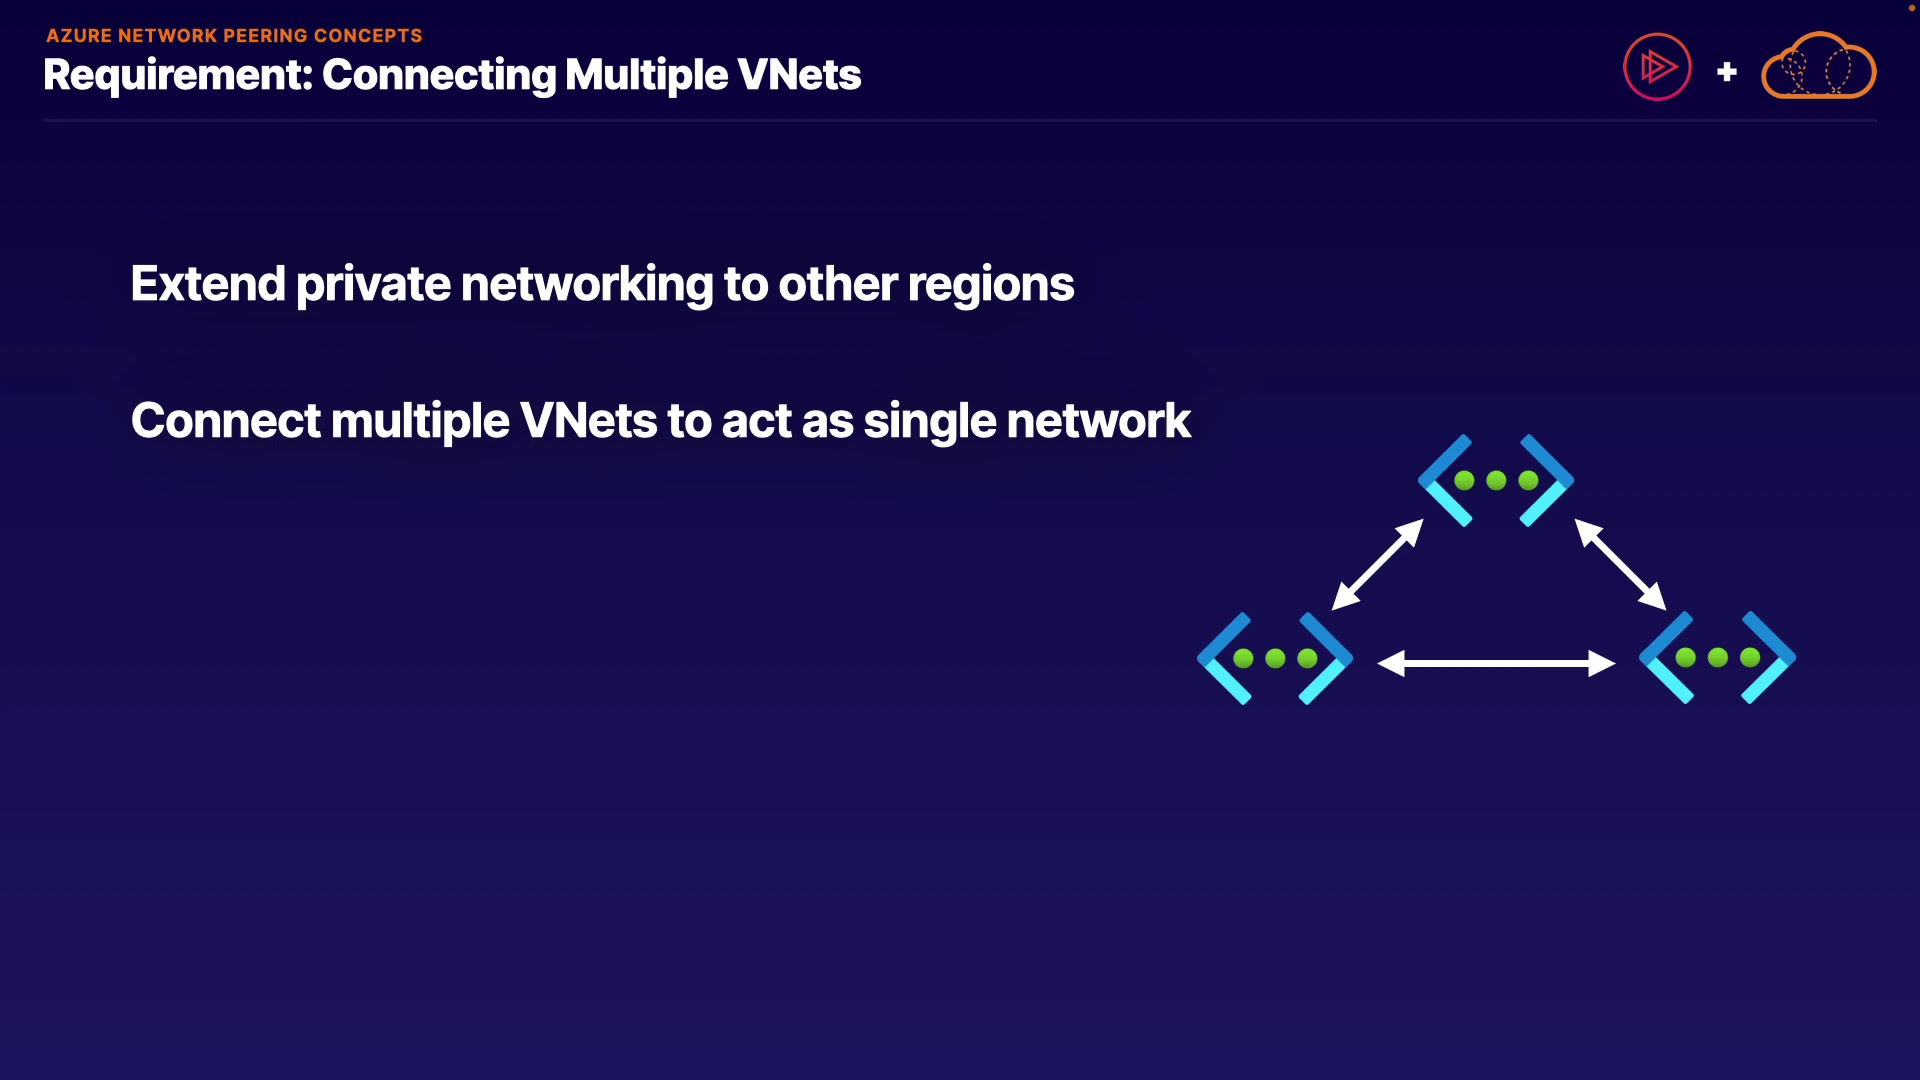 AZURE NETWORK PEERING CONCEPTS
Requirement: Connecting Multiple VNets
Extend private networking to other regions
Connect multiple VNets to act as single network